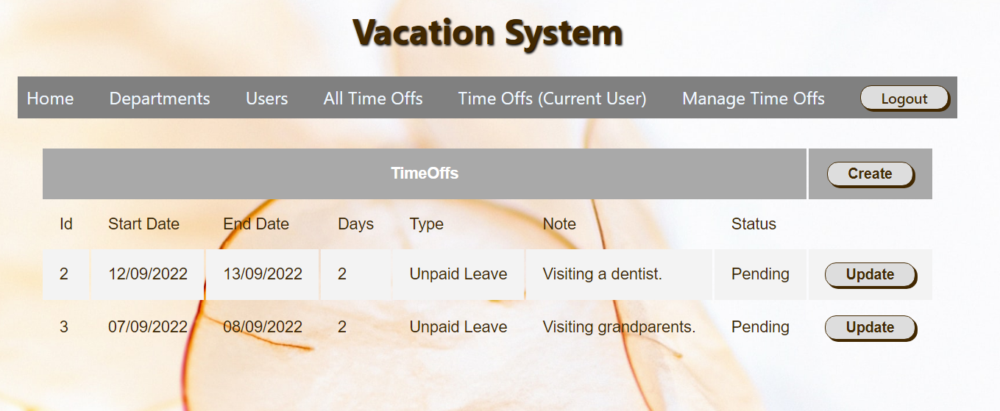 Vacation System
Home Departments Users All Time Offs Time Offs (Current User) Manage Time Offs Logout
TimeOffs Create
Id Start Date End Date Days Type Note Status
2 12/09/2022 13/09/2022 2 Unpaid Leave Visiting a dentist. Pending Update
3 07/09/2022 08/09/2022 2 Unpaid Leave Visiting grandparents. Pending Update